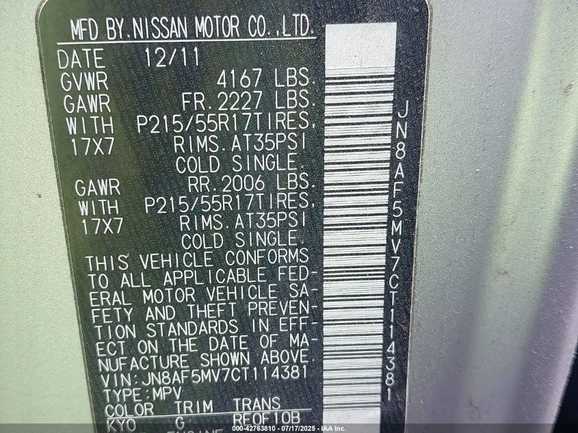 MFD BY.NISSAN MOTOR CO.,LTD.
DATE 12/11
GVWR 4167 LBS.
GAWR FR.2227 LBS.
WITH P215/55R17TIRES,
17X7 RIMS.AT35PSI
COLD SINGLE.
GAWR RR.2006 LBS.
WITH P215/55R17TIRES,
17X7 RIMS.AT35PSI
COLD SINGLE.
THIS VEHICLE CONFORMS
TO ALL APPLICABLE FED-
ERAL MOTOR VEHICLE SA-
FETY AND THEFT PREVEN-
TION STANDARDS IN EFF-
ECT ON THE DATE OF MA-
NUFACTURE SHOWN ABOVE.
VIN:JN8AF5MV7CT114381
TYPE:MPV
COLOR TRIM TRANS
KYO G RE0F10B
JN8AF5MV7CT114381
© 000-42763810 - 07/17/2025 - IAA